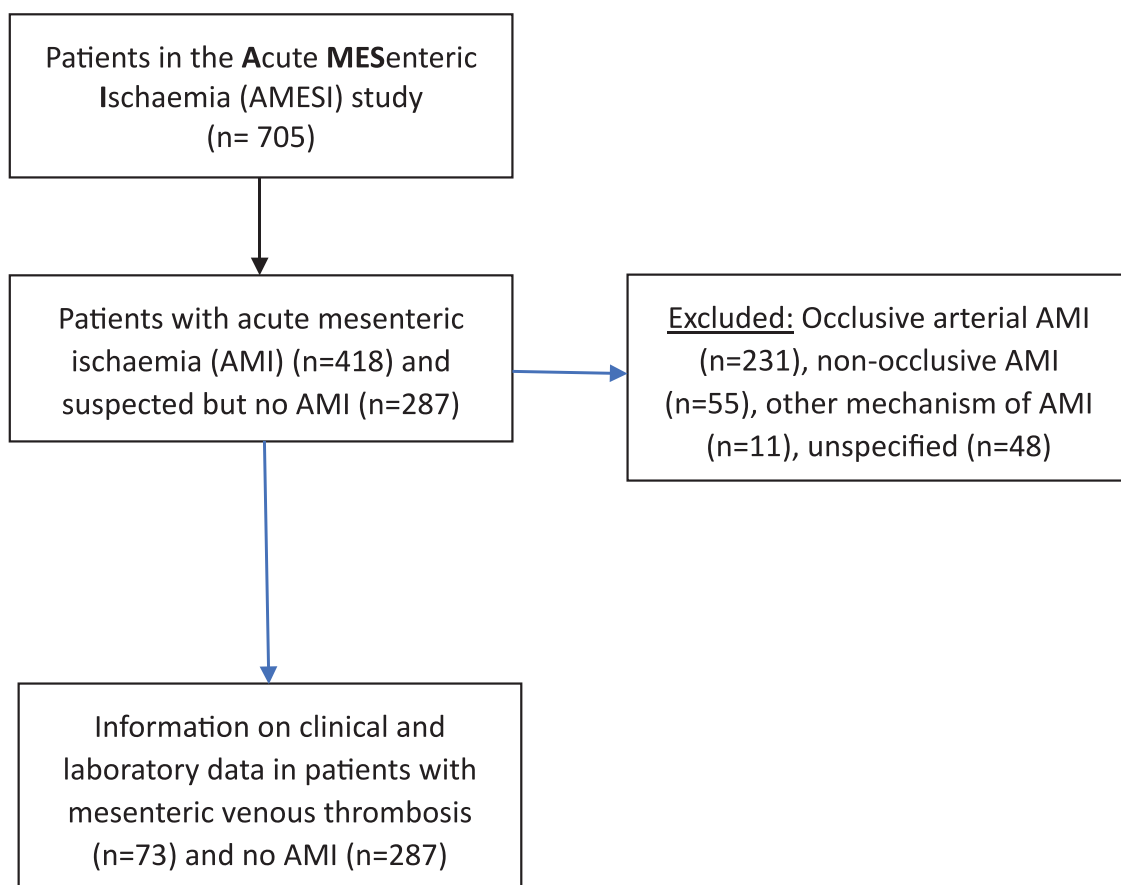 Patients in the Acute MESenteric
Ischaemia (AMESI) study
(n= 705)
Patients with acute mesenteric
ischaemia (AMI) (n=418) and
suspected but no AMI (n=287)
Excluded: Occlusive arterial AMI
(n=231), non-occlusive AMI
(n=55), other mechanism of AMI
(n=11), unspecified (n=48)
Information on clinical and
laboratory data in patients with
mesenteric venous thrombosis
(n=73) and no AMI (n=287)